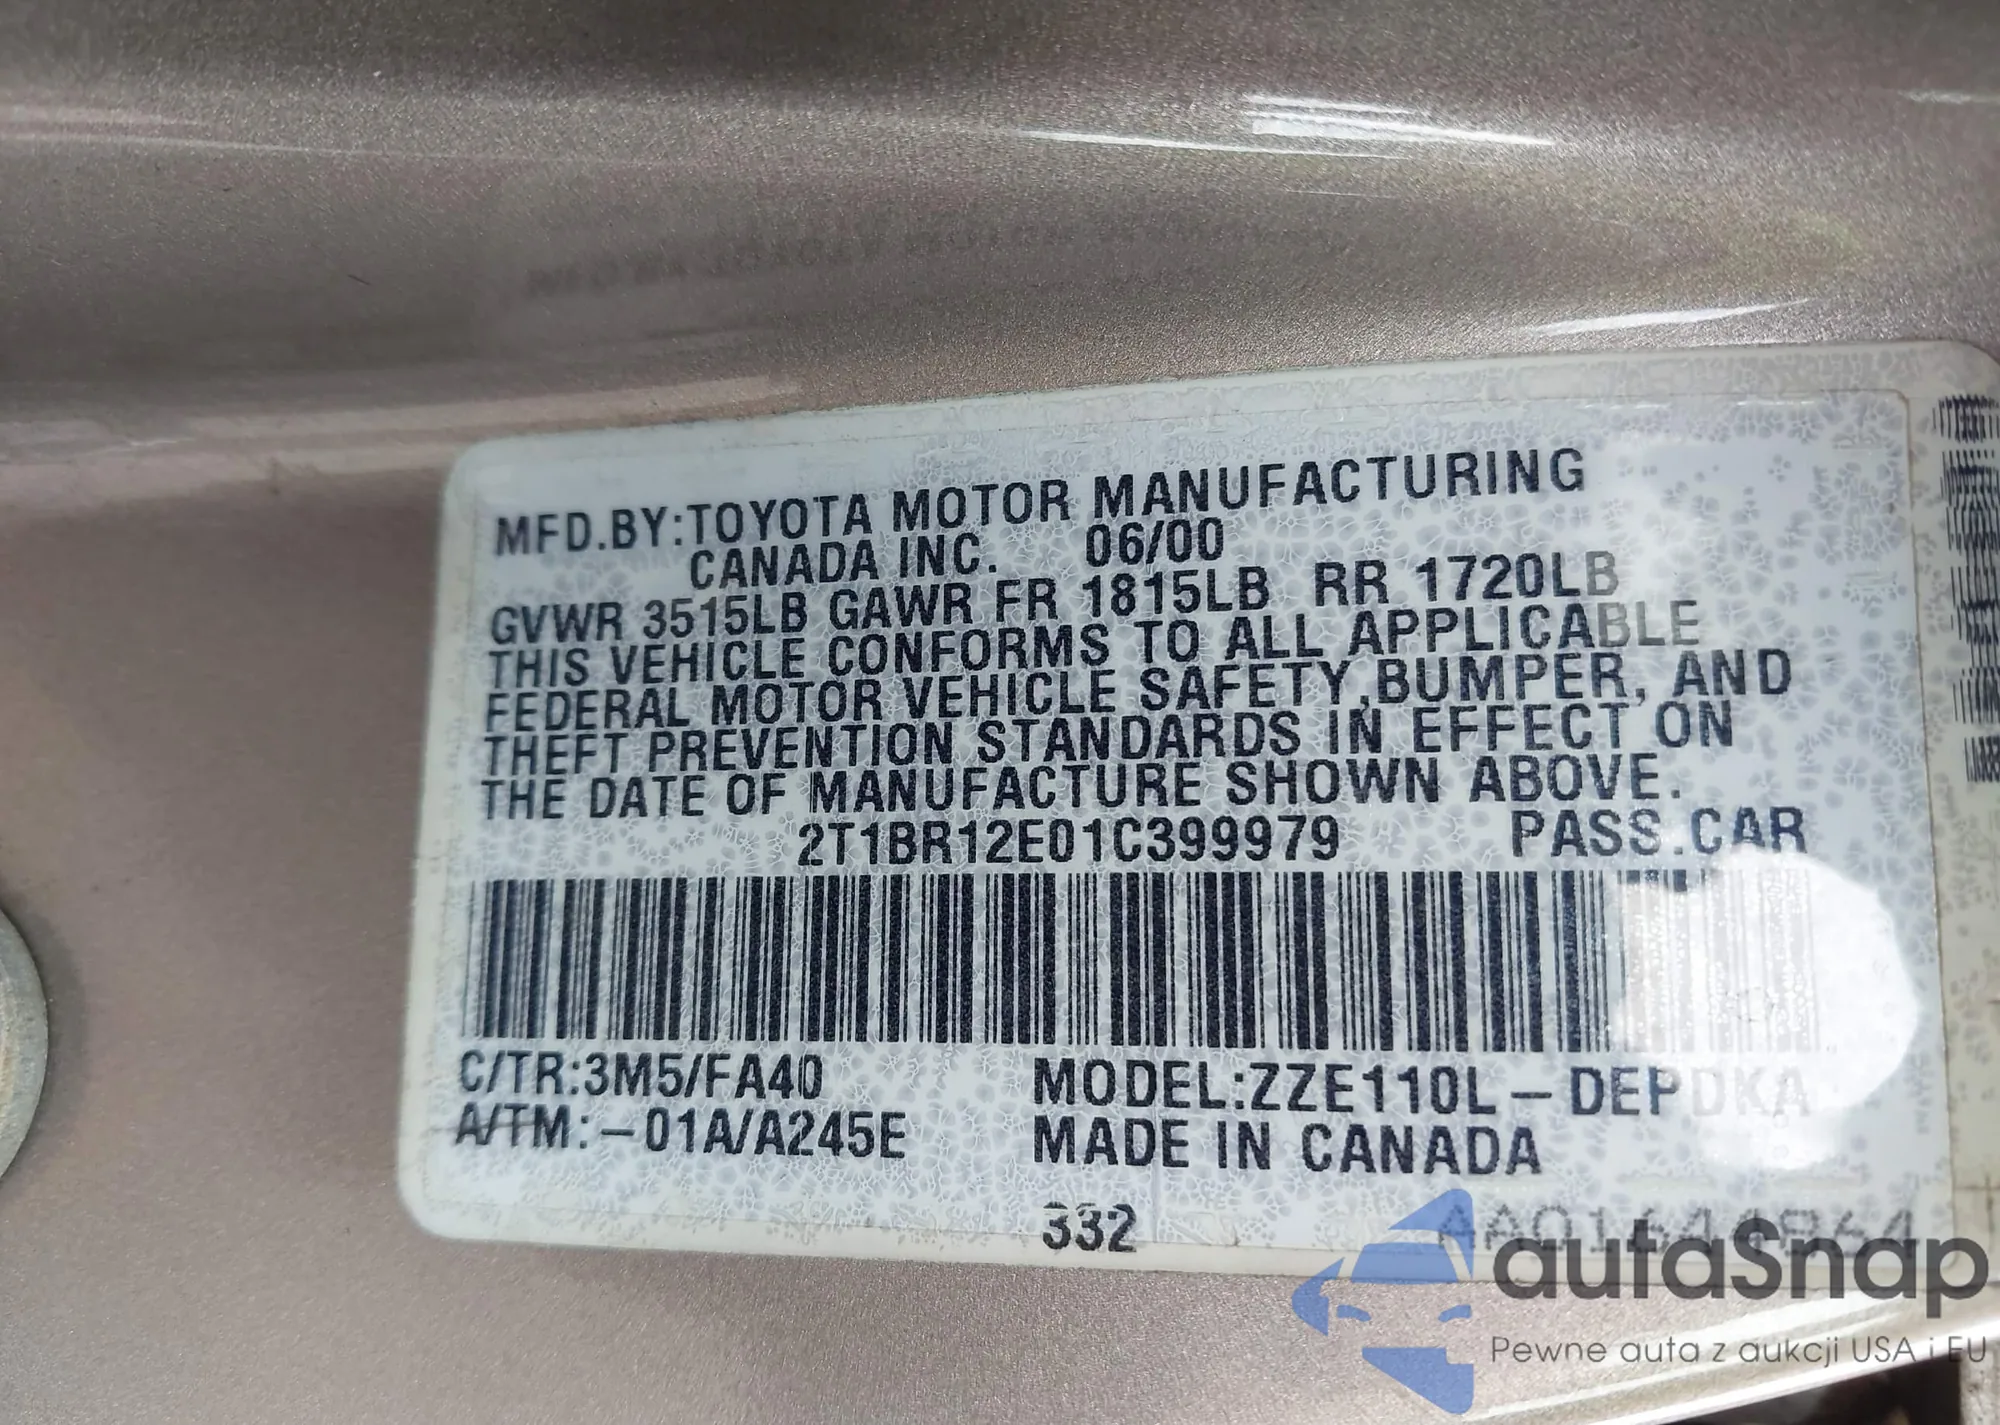 MFD.BY:TOYOTA MOTOR MANUFACTURING
CANADA INC. 06/00
GVWR 3515LB GAWR FR 1815LB RR 1720LB
THIS VEHICLE CONFORMS TO ALL APPLICABLE
FEDERAL MOTOR VEHICLE SAFETY,BUMPER, AND
THEFT PREVENTION STANDARDS IN EFFECT ON
THE DATE OF MANUFACTURE SHOWN ABOVE.
2T1BR12E01C399979 PASS.CAR
C/TR:3M5/FA40 MODEL:ZZE110L-DEPDKA
A/TM:-01A/A245E MADE IN CANADA
332
autaSnap
Pewne auta z aukcji USA i EU